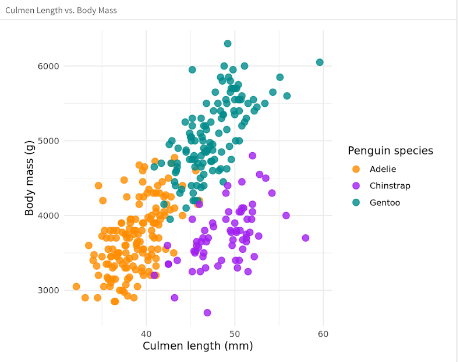 Culmen Length vs. Body Mass
6000
5000
4000
3000
Body mass (g)
40
50
60
Culmen length (mm)
Penguin species
Adelie
Chinstrap
Gentoo